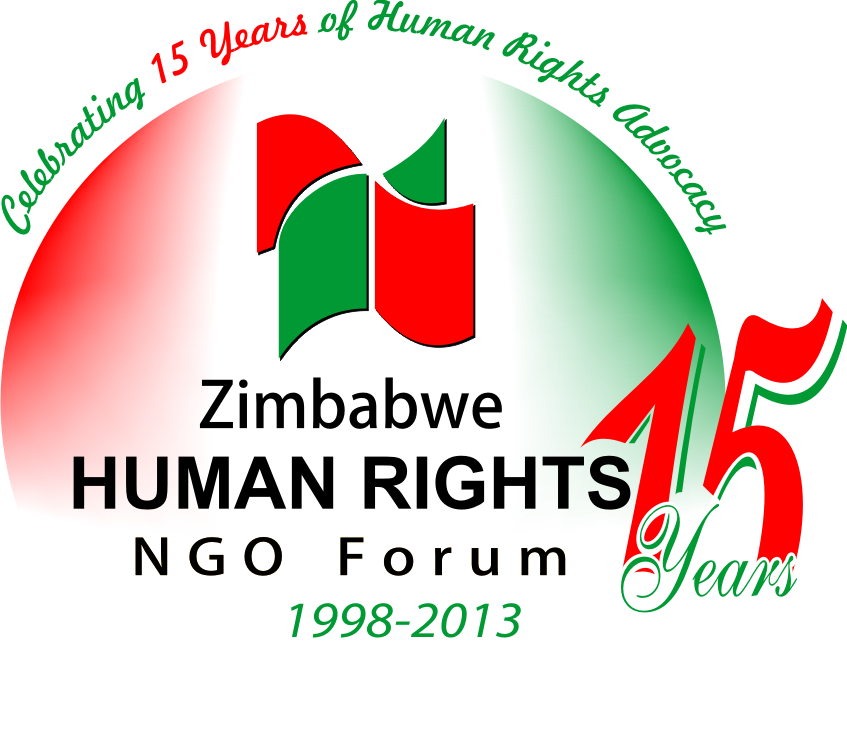 Celebrating 15 Years of Human Rights Advocacy
Zimbabwe
HUMAN RIGHTS
NGO Forum
1998-2013
15
Years